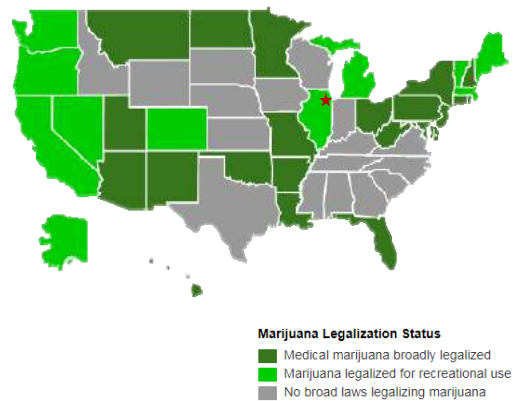 Marijuana Legalization Status
Medical marijuana broadly legalized
Marijuana legalized for recreational use
No broad laws legalizing marijuana